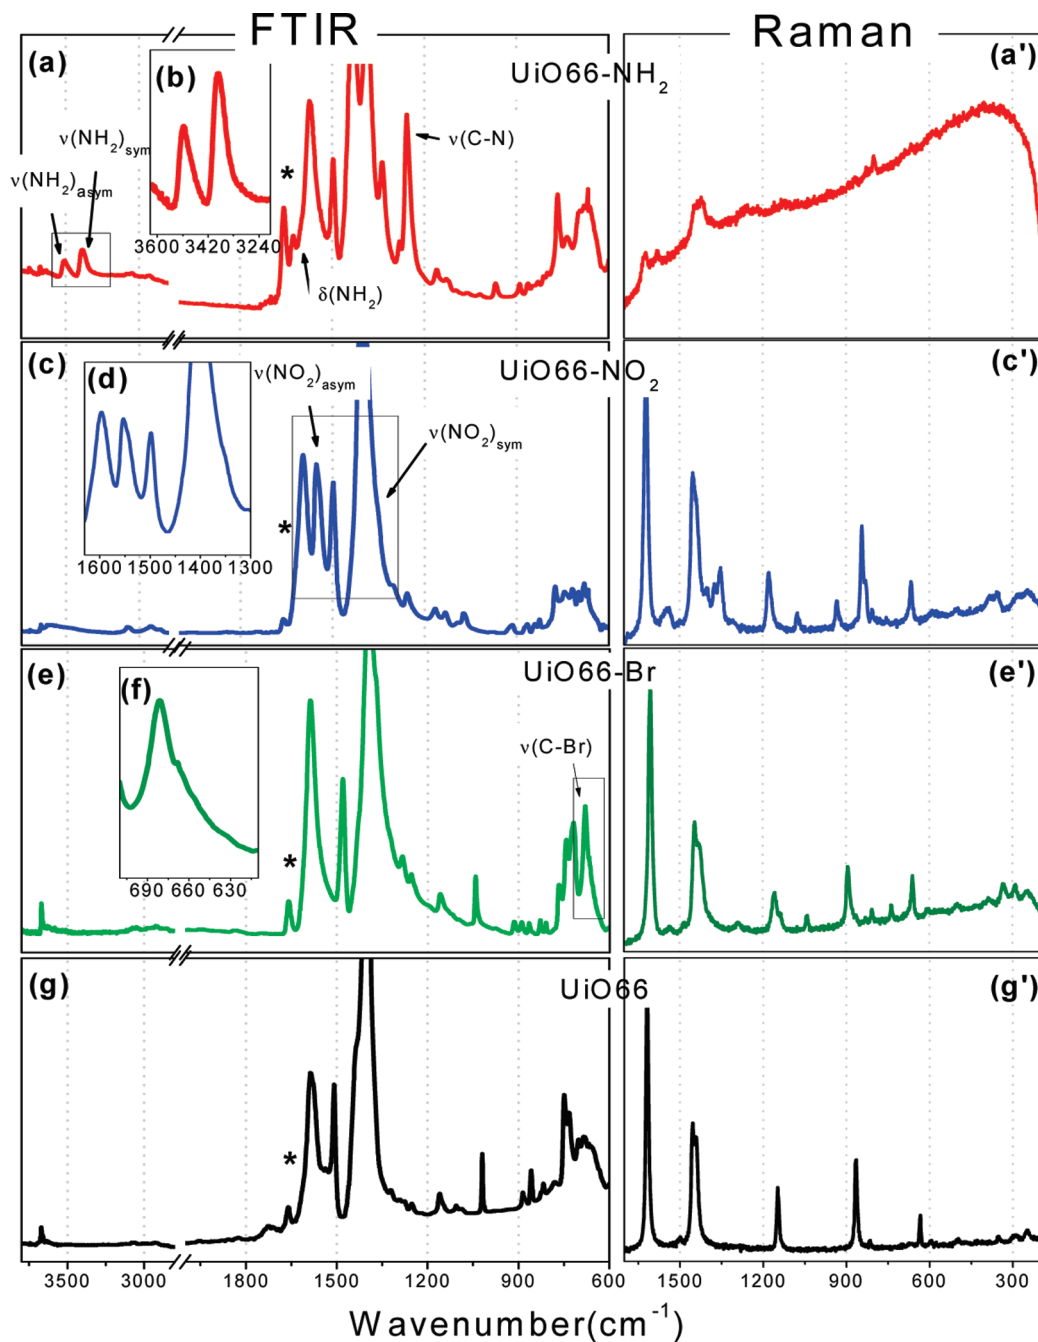 FTIR
Raman
(a)
(b)
UiO66-NH2
(a')
ν(NH2)sym
ν(NH2)asym
ν(C-N)
*
3600 3420 3240
δ(NH2)
(c)
(d)
UiO66-NO2
(c')
ν(NO2)asym
ν(NO2)sym
*
1600 1500 1400 1300
(e)
(f)
UiO66-Br
(e')
ν(C-Br)
*
690 660 630
(g)
UiO66
(g')
*
3500 3000 1800 1500 1200 900 600
1500 1200 900 600 300
Wavenumber(cm-1)